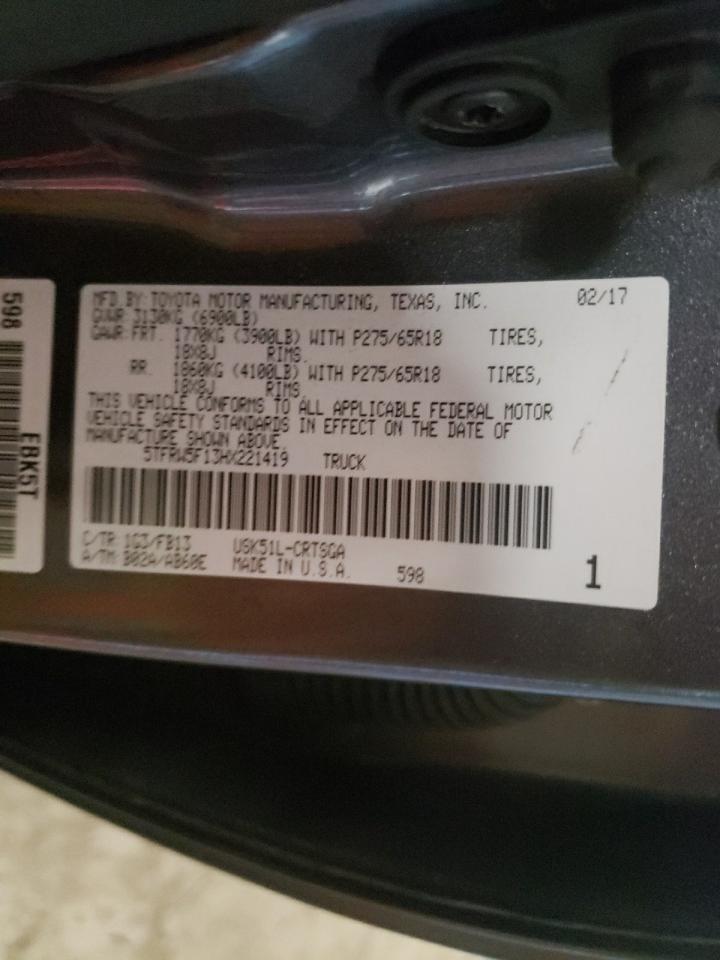 598
EBK5T
MFD.BY:TOYOTA MOTOR MANUFACTURING, TEXAS, INC. 02/17
GVWR 3130KG (6900LB)
GAWR FRT. 1770KG (3900LB) WITH P275/65R18 TIRES,
18X8J RIMS.
RR. 1860KG (4100LB) WITH P275/65R18 TIRES,
18X8J RIMS
THIS VEHICLE CONFORMS TO ALL APPLICABLE FEDERAL MOTOR
VEHICLE SAFETY STANDARDS IN EFFECT ON THE DATE OF
MANUFACTURE SHOWN ABOVE.
5TFRW5F13HX221419 TRUCK
C/TR:1G3/FB13 USK51L-CRTSGA
A/TM:B02A/AB60E MADE IN U.S.A. 598
1